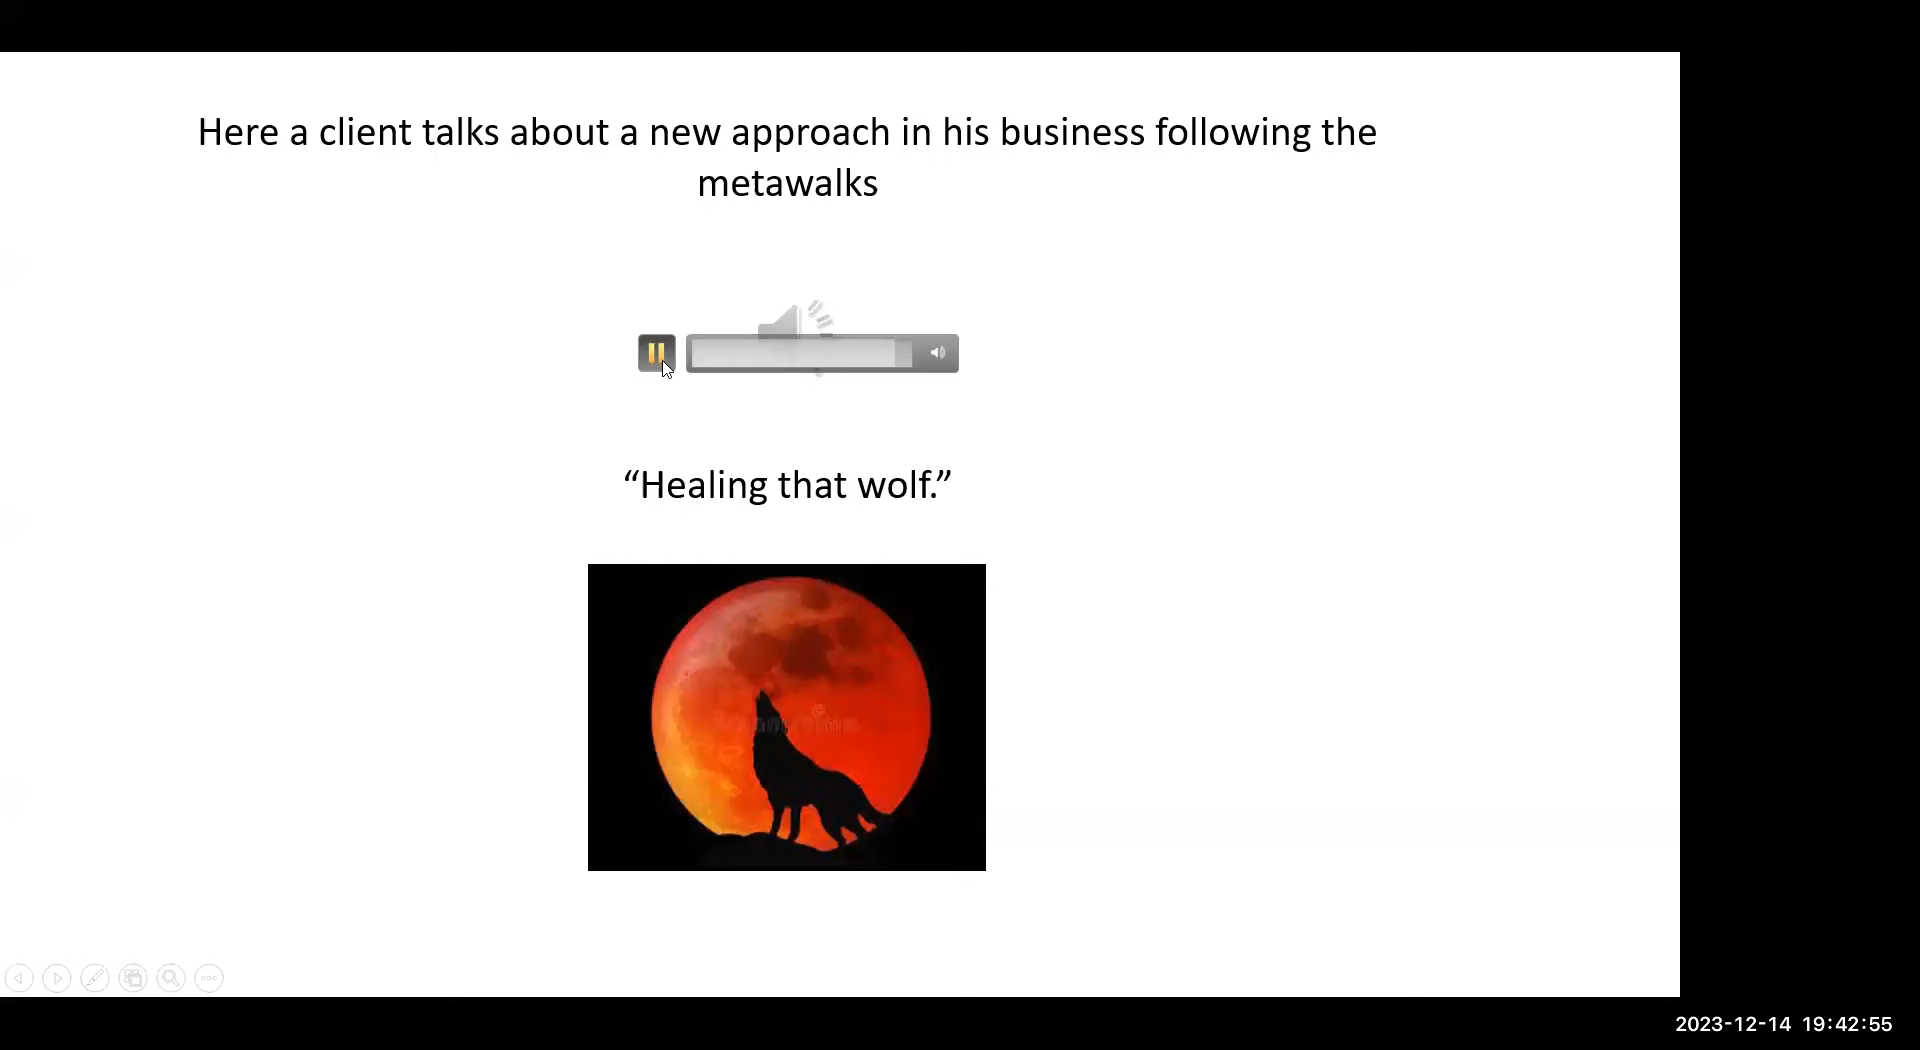 Here a client talks about a new approach in his business following the
metawalks
“Healing that wolf.”
2023-12-14 19:42:55